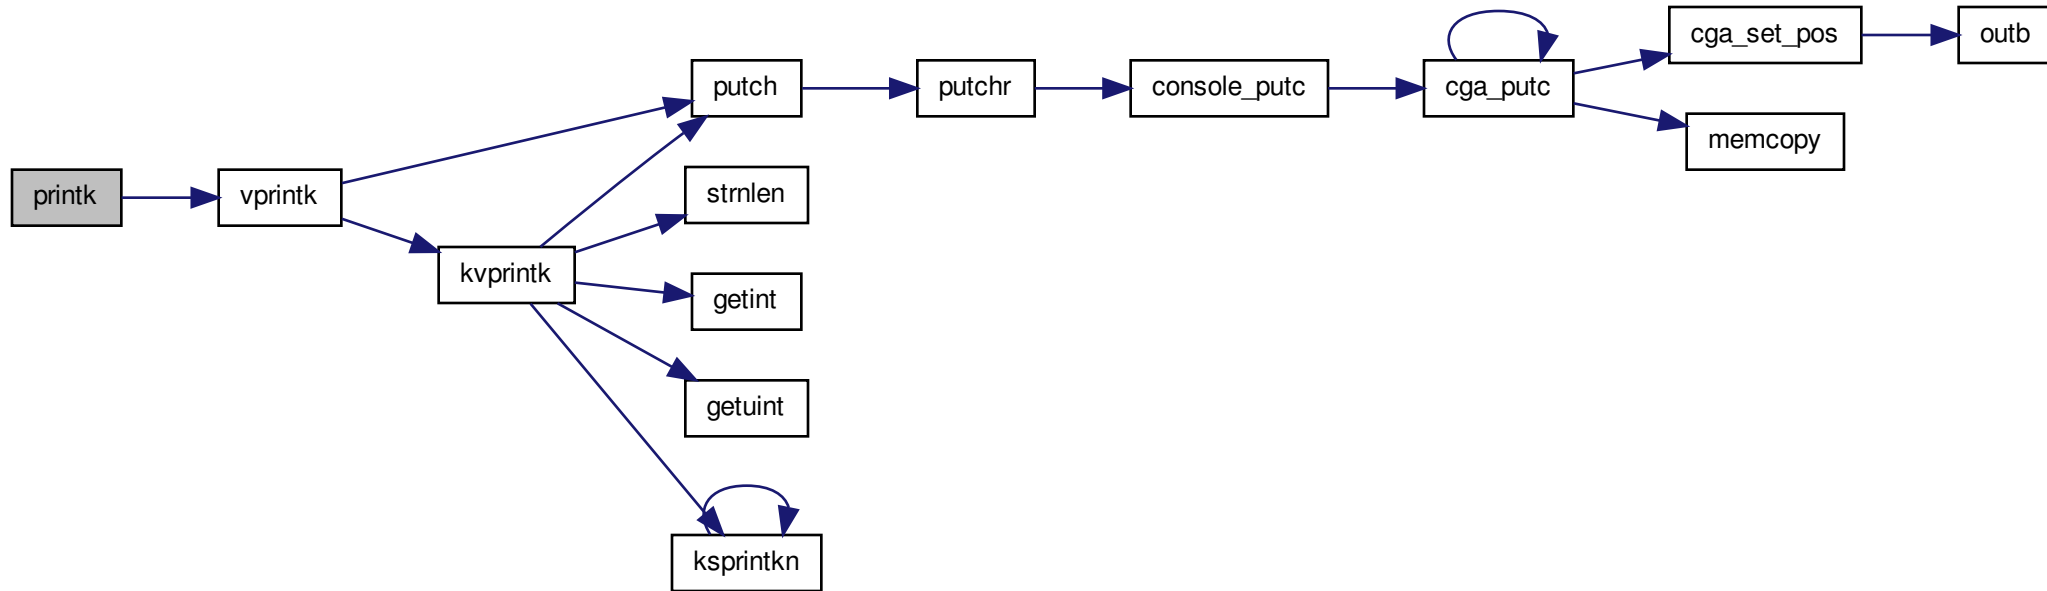 printk
vprintk
kvprintk
putch
strnlen
getint
getuint
ksprintkn
putchr
console_putc
cga_putc
cga_set_pos
memcopy
outb